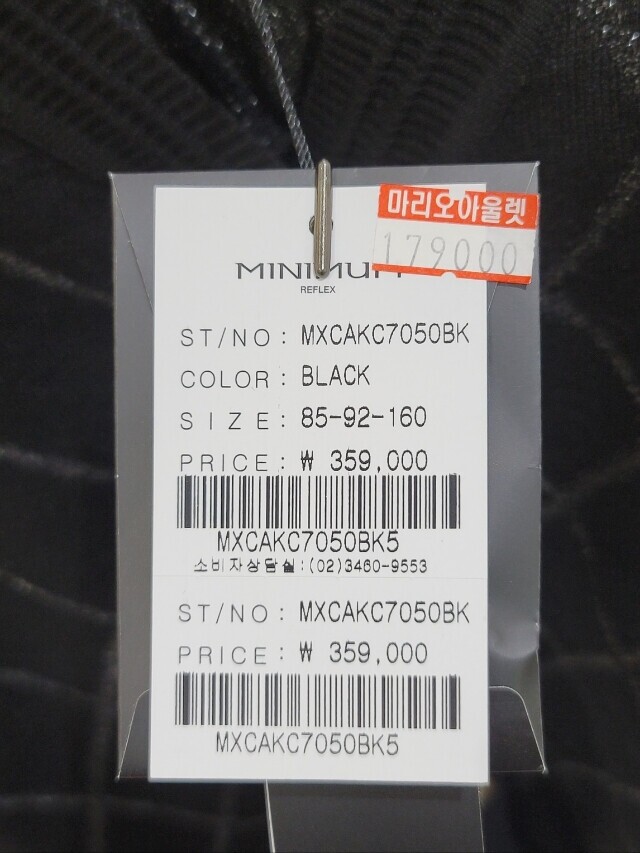 마리오아울렛
179000
MINIMUM
REFLEX
ST/NO : MXCAKC7050BK
COLOR : BLACK
SIZE : 85-92-160
PRICE : ₩ 359,000
MXCAKC7050BK5
소비자상담실:(02)3460-9553
ST/NO : MXCAKC7050BK
PRICE : ₩ 359,000
MXCAKC7050BK5